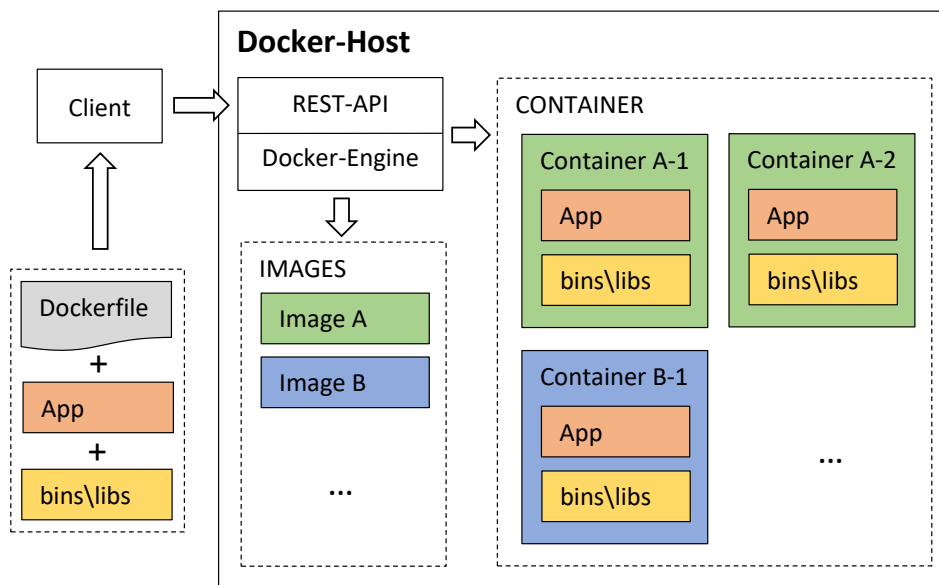 Docker-Host
Client
REST-API
Docker-Engine
Dockerfile
+
App
+
bins\libs
IMAGES
Image A
Image B
...
CONTAINER
Container A-1
App
bins\libs
Container A-2
App
bins\libs
Container B-1
App
bins\libs
...